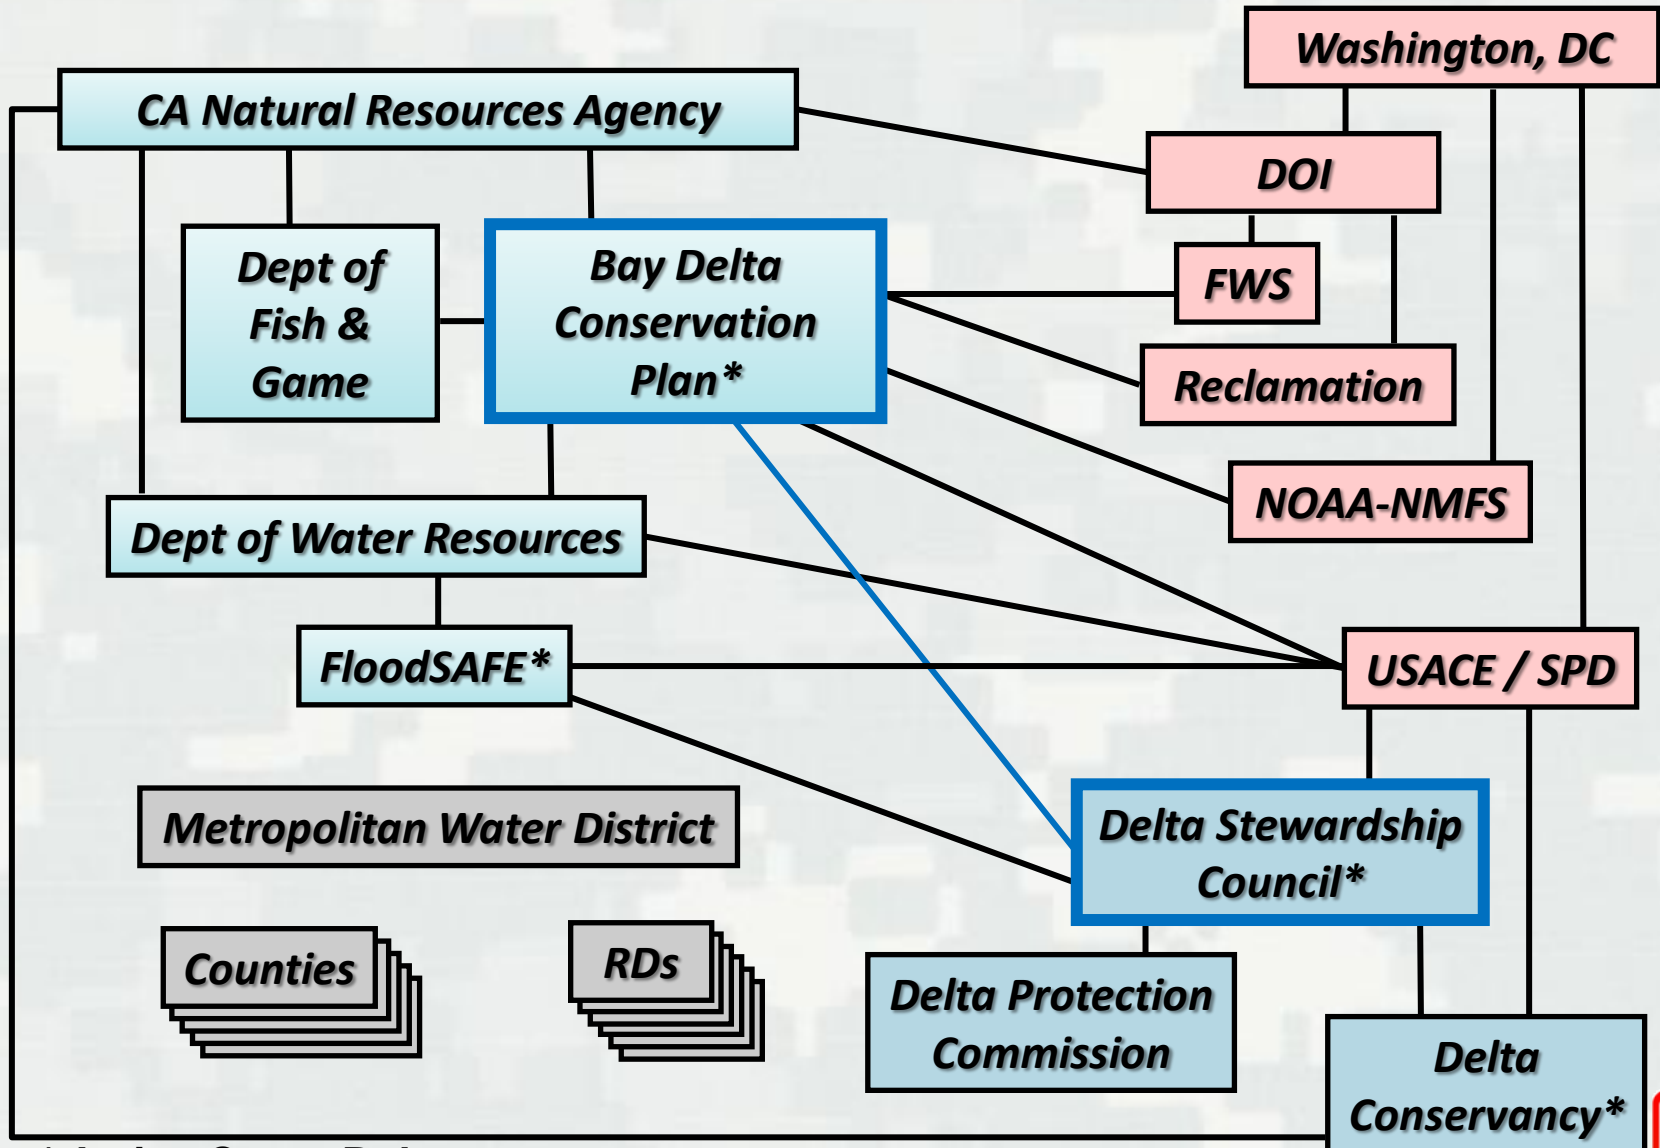 Washington, DC
CA Natural Resources Agency
DOI
Dept of
Fish &
Game
Bay Delta
Conservation
Plan*
FWS
Reclamation
NOAA-NMFS
Dept of Water Resources
FloodSAFE*
USACE / SPD
Metropolitan Water District
Delta Stewardship
Council*
Counties
RDs
Delta Protection
Commission
Delta
Conservancy*